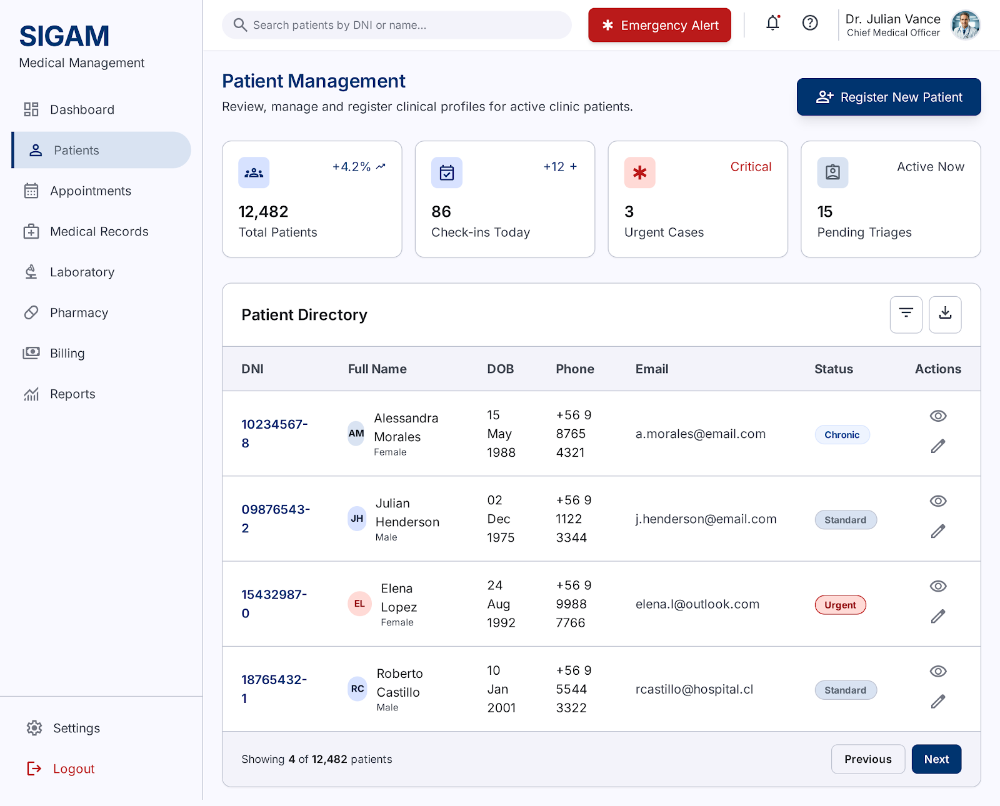 SIGAM
Medical Management
Dashboard
Patients
Appointments
Medical Records
Laboratory
Pharmacy
Billing
Reports
Settings
Logout
Search patients by DNI or name...
Emergency Alert
Dr. Julian Vance
Chief Medical Officer
Patient Management
Review, manage and register clinical profiles for active clinic patients.
Register New Patient
+4.2%
12,482
Total Patients
+12 +
86
Check-ins Today
Critical
3
Urgent Cases
Active Now
15
Pending Triages
Patient Directory
DNI Full Name DOB Phone Email Status Actions
10234567-
8
AM
Alessandra
Morales
Female
15
May
1988
+56 9
8765
4321
a.morales@email.com
Chronic
09876543-
2
JH
Julian
Henderson
Male
02
Dec
1975
+56 9
1122
3344
j.henderson@email.com
Standard
15432987-
0
EL
Elena
Lopez
Female
24
Aug
1992
+56 9
9988
7766
elena.l@outlook.com
Urgent
18765432-
1
RC
Roberto
Castillo
Male
10
Jan
2001
+56 9
5544
3322
rcastillo@hospital.cl
Standard
Showing 4 of 12,482 patients
Previous
Next